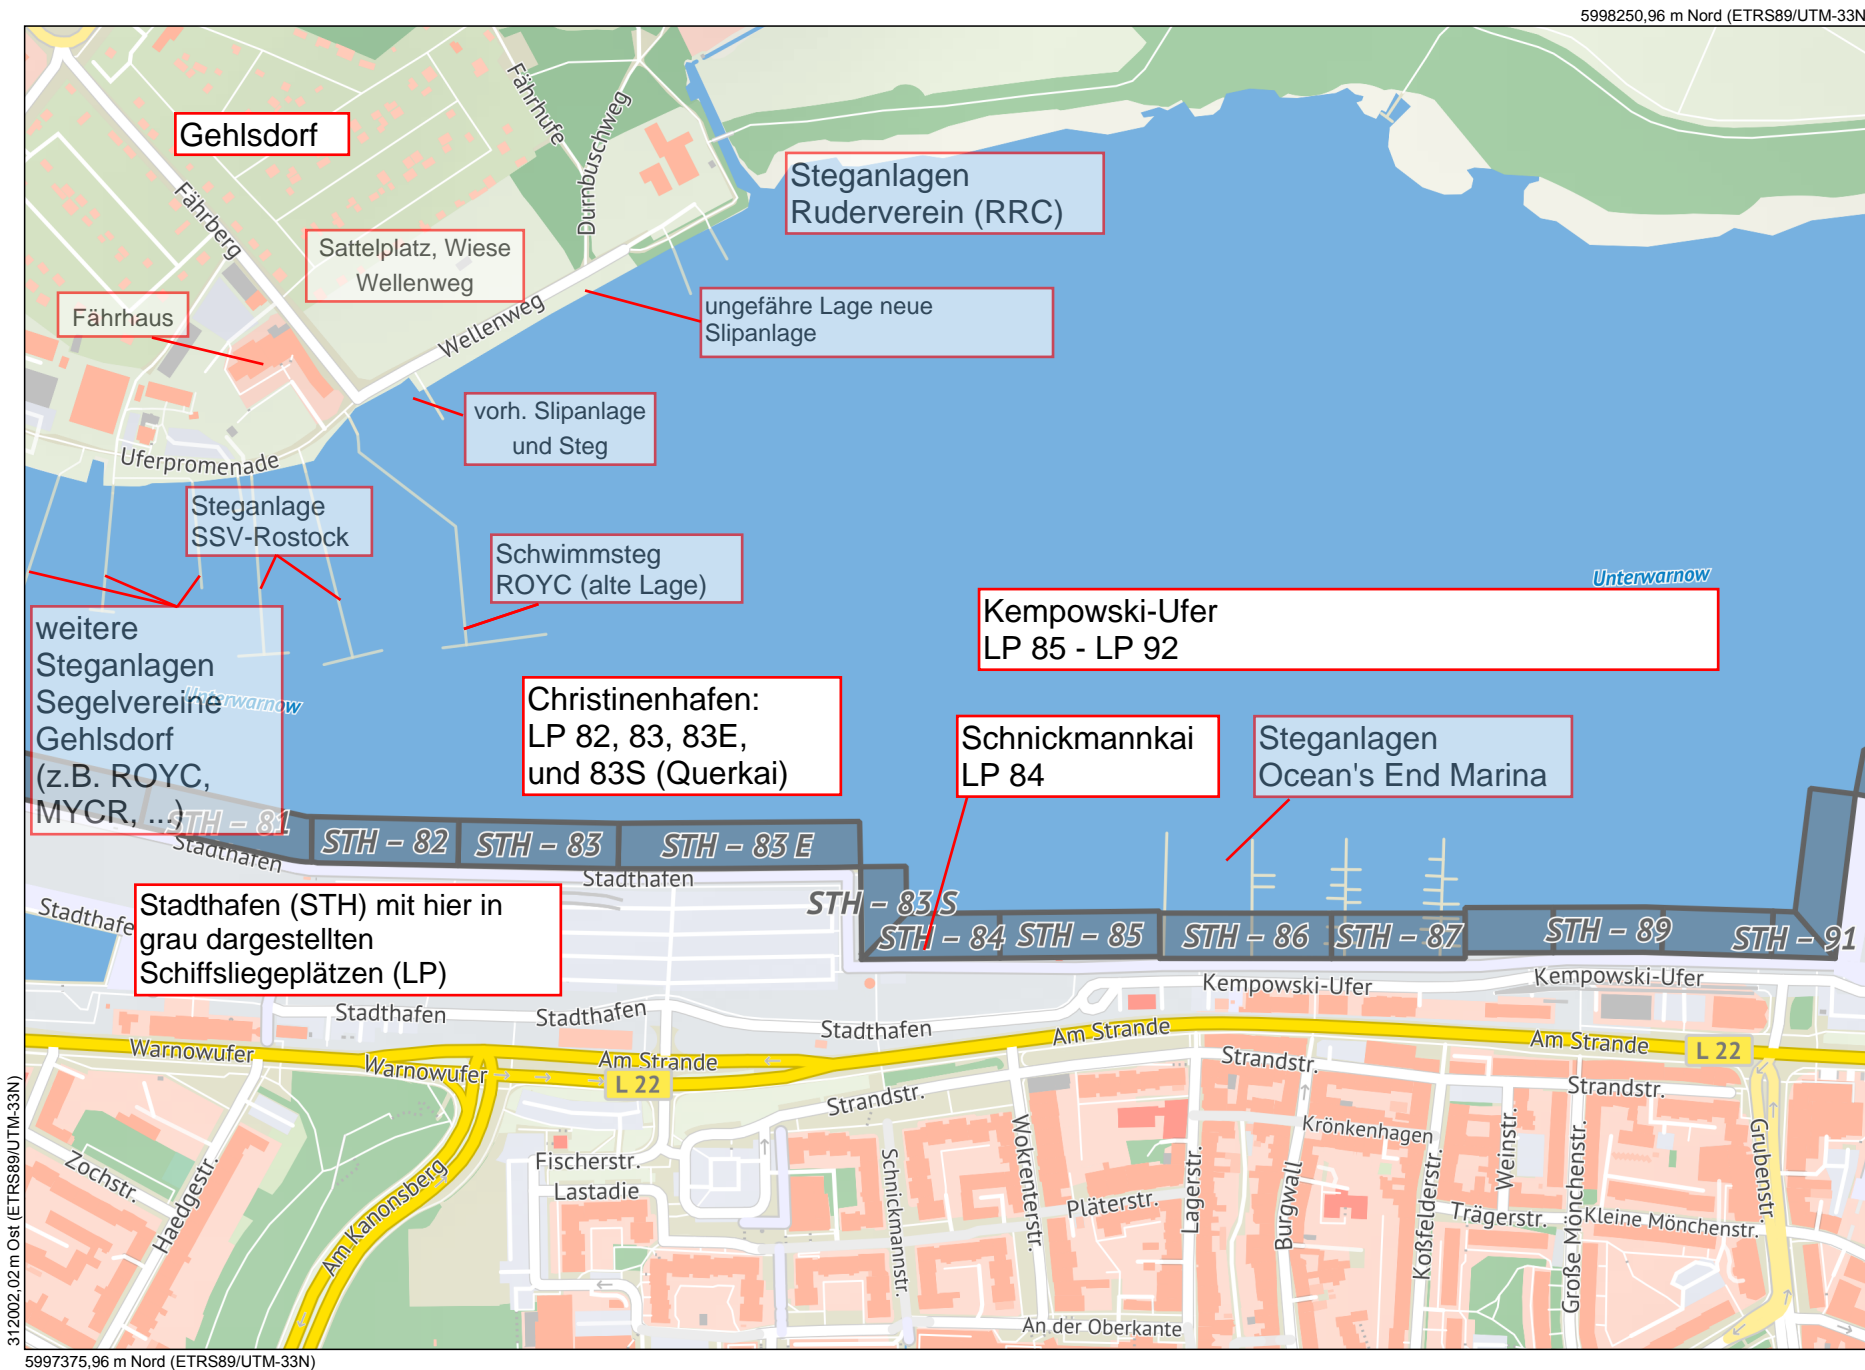 5998250,96 m Nord (ETRS89/UTM-33N
Gehlsdorf
Fährhufe
Durnbuschweg
Fährberg
Steganlagen
Ruderverein (RRC)
Sattelplatz, Wiese
Wellenweg
Fährhaus
Wellenweg
ungefähre Lage neue
Slipanlage
vorh. Slipanlage
und Steg
Uferpromenade
Steganlage
SSV-Rostock
Schwimmsteg
ROYC (alte Lage)
Unterwarnow
Kempowski-Ufer
LP 85 - LP 92
weitere
Steganlagen
Segelvereine
Gehlsdorf
(z.B. ROYC,
MYCR, ...)
Unterwarnow
Christinenhafen:
LP 82, 83, 83E,
und 83S (Querkai)
Schnickmannkai
LP 84
Steganlagen
Ocean's End Marina
STH – 81
STH – 82
STH – 83
STH – 83 E
STH – 83 S
STH – 84
STH – 85
STH – 86
STH – 87
STH – 89
STH – 91
Stadthafen
Stadthafen
Stadthafe
Stadthafen (STH) mit hier in
grau dargestellten
Schiffsliegeplätzen (LP)
Kempowski-Ufer
Kempowski-Ufer
Stadthafen
Stadthafen
Stadthafen
Am Strande
Am Strande
L 22
Warnowufer
Warnowufer
Am Strande
L 22
Strandstr.
Strandstr.
Strandstr.
Zochstr.
Haedgestr.
Am Kanonsberg
Fischerstr.
Lastadie
Schnickmannstr.
Wokrenterstr.
Pläterstr.
Lagerstr.
Burgwall
Krönkenhagen
Koßfelderstr.
Weinstr.
Trägerstr.
Große Mönchenstr.
Kleine Mönchenstr.
Grubenstr.
An der Oberkante
312002,02m Ost (ETRS89/UTM-33N)
5997375,96 m Nord (ETRS89/UTM-33N)